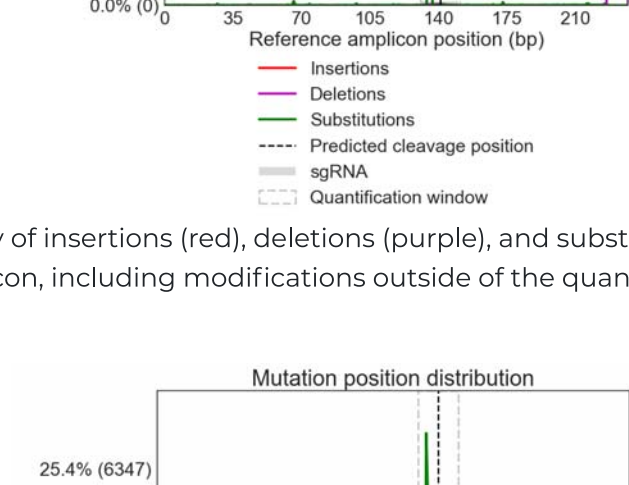 0.0% (0)
0 35 70 105 140 175 210
Reference amplicon position (bp)
Insertions
Deletions
Substitutions
Predicted cleavage position
sgRNA
Quantification window
of insertions (red), deletions (purple), and subst
con, including modifications outside of the quan
Mutation position distribution
25.4% (6347)